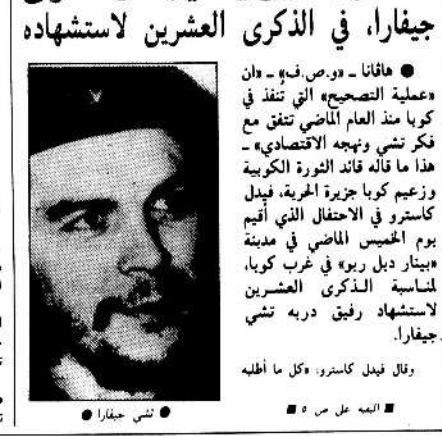 جيفارا، في الذكرى العشرين لاستشهاده
● هاڤانا ـ «و.ص.ف» ـ «ان
«عملية التصحيح» التي تنفذ في
كوبا منذ العام الماضي تتفق مع
فكر تشي ونهجه الاقتصادي» ـ
هذا ما قاله قائد الثورة الكوبية
وزعيم كوبا جزيرة الحرية، فيدل
كاسترو في الاحتفال الذي أقيم
يوم الخميس الماضي في مدينة
«بينار ديل ريو» في غرب كوبا،
لمناسبة الذكرى العشرين
لاستشهاد رفيق دربه تشي
جيفارا.
وقال فيدل كاسترو، «كل ما أطلبه
■ البقية على ص ٥ ■
● تشي جيفارا ●